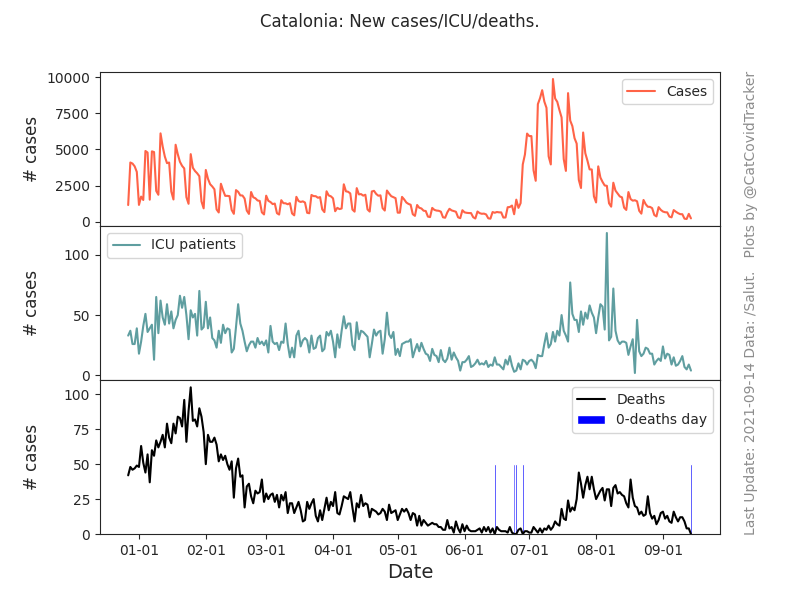 Catalonia: New cases/ICU/deaths.
10000
7500
5000
2500
0
# cases
Cases
100
50
0
# cases
ICU patients
100
75
50
25
0
# cases
Deaths
0-deaths day
01-01 02-01 03-01 04-01 05-01 06-01 07-01 08-01 09-01
Date
Last Update: 2021-09-14 Data: /Salut. Plots by @CatCovidTracker